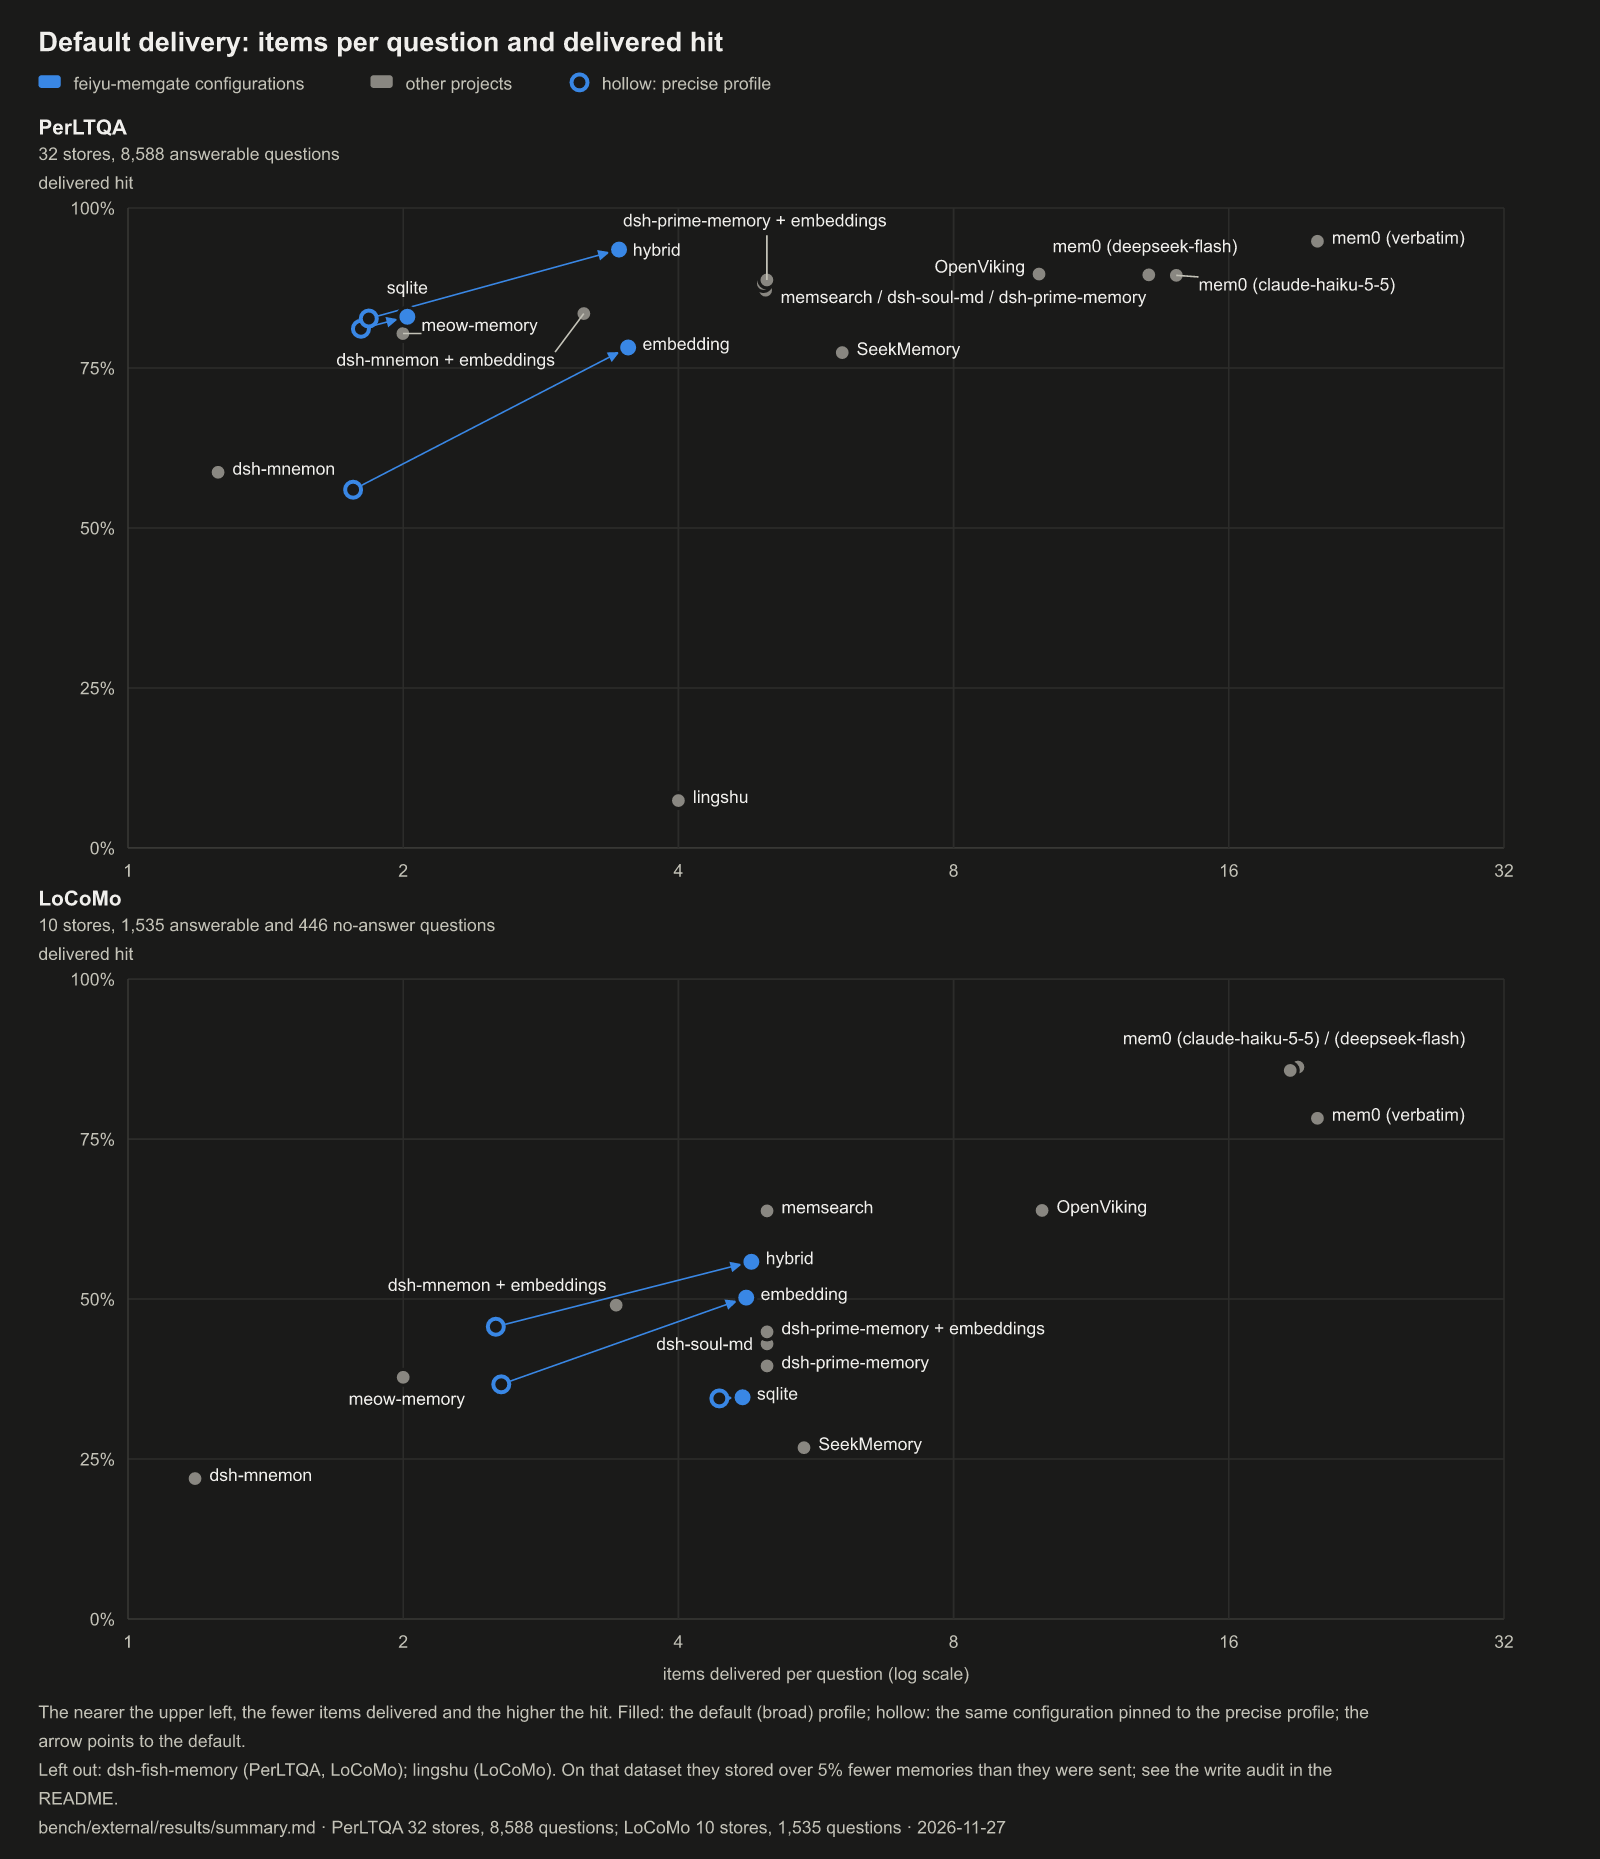 Default delivery: items per question and delivered hit
feiyu-memgate configurations
other projects
hollow: precise profile
PerLTQA
32 stores, 8,588 answerable questions
delivered hit
100%
dsh-prime-memory + embeddings
hybrid
mem0 (deepseek-flash)
mem0 (verbatim)
OpenViking
mem0 (claude-haiku-5-5)
sqlite
memsearch / dsh-soul-md / dsh-prime-memory
meow-memory
dsh-mnemon + embeddings
embedding
SeekMemory
75%
dsh-mnemon
50%
25%
lingshu
0%
1
2
4
8
16
32
LoCoMo
10 stores, 1,535 answerable and 446 no-answer questions
delivered hit
100%
mem0 (claude-haiku-5-5) / (deepseek-flash)
mem0 (verbatim)
75%
memsearch
OpenViking
hybrid
dsh-mnemon + embeddings
embedding
50%
dsh-prime-memory + embeddings
dsh-soul-md
dsh-prime-memory
meow-memory
sqlite
SeekMemory
25%
dsh-mnemon
0%
1
2
4
8
16
32
items delivered per question (log scale)
The nearer the upper left, the fewer items delivered and the higher the hit. Filled: the default (broad) profile; hollow: the same configuration pinned to the precise profile; the
arrow points to the default.
Left out: dsh-fish-memory (PerLTQA, LoCoMo); lingshu (LoCoMo). On that dataset they stored over 5% fewer memories than they were sent; see the write audit in the
README.
bench/external/results/summary.md · PerLTQA 32 stores, 8,588 questions; LoCoMo 10 stores, 1,535 questions · 2026-11-27